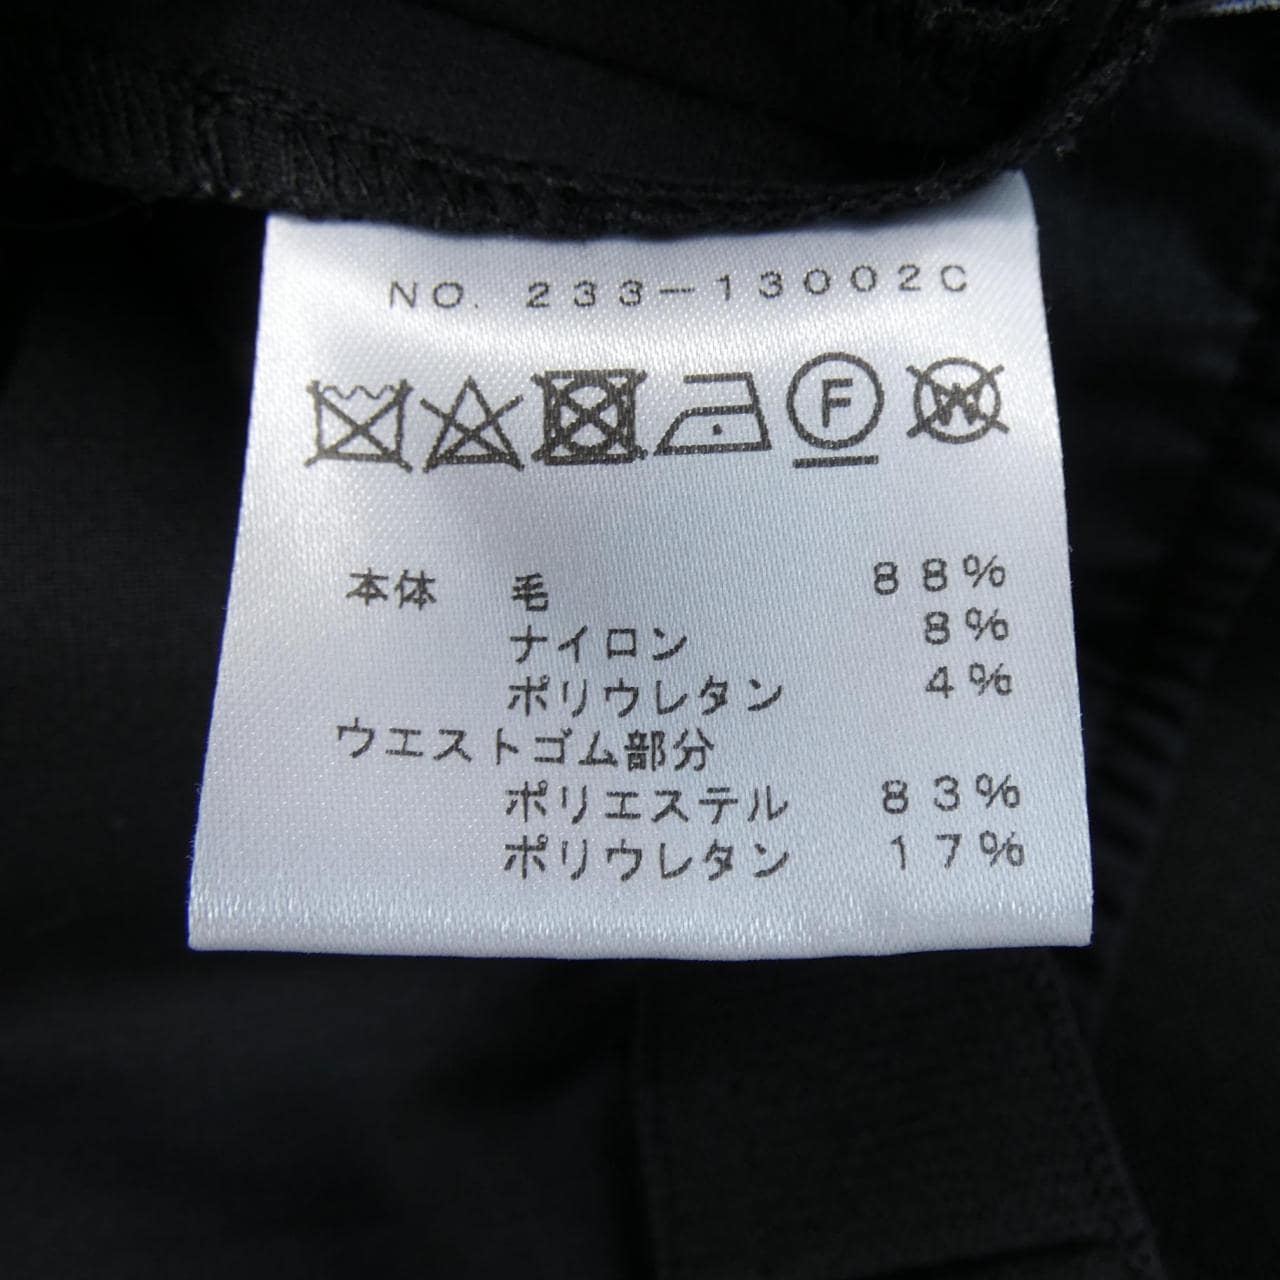 NO. 233-13002C
F
W
本体 毛 88%
ナイロン 8%
ポリウレタン 4%
ウエストゴム部分
ポリエステル 83%
ポリウレタン 17%